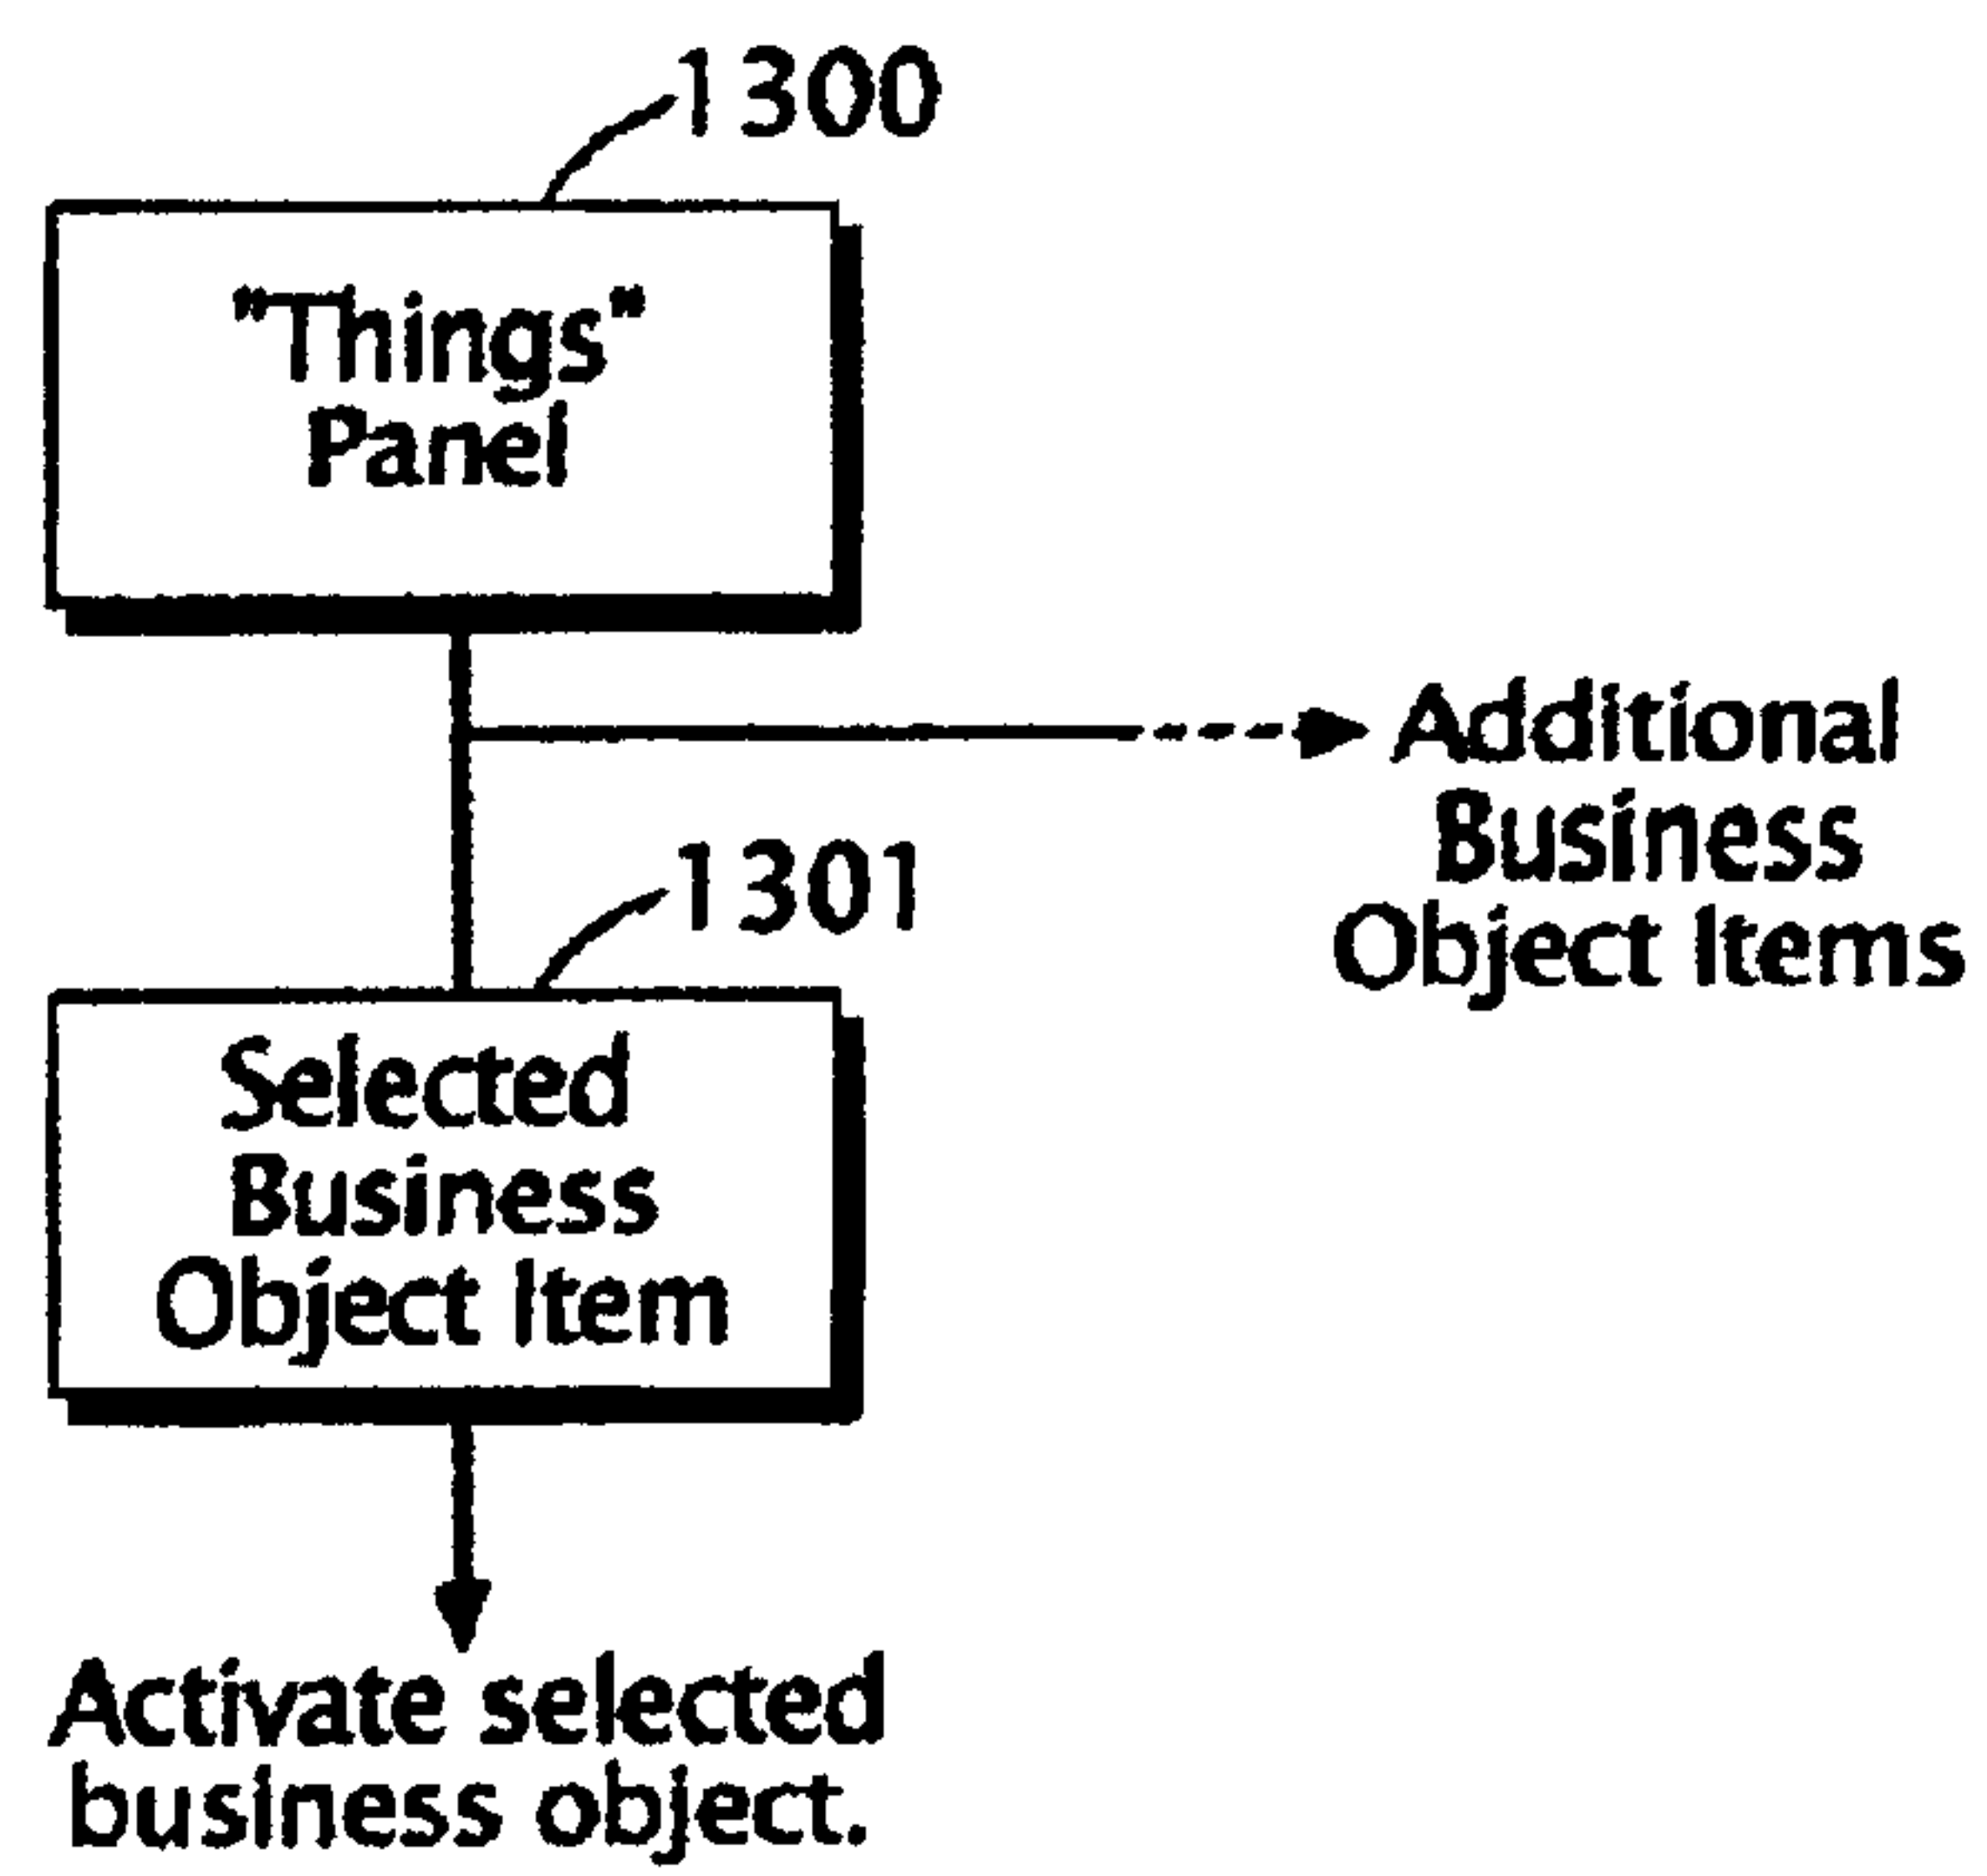 1300
"Things"
Panel
Additional
Business
Object Items
1301
Selected
Business
Object Item
Activate selected
business object.